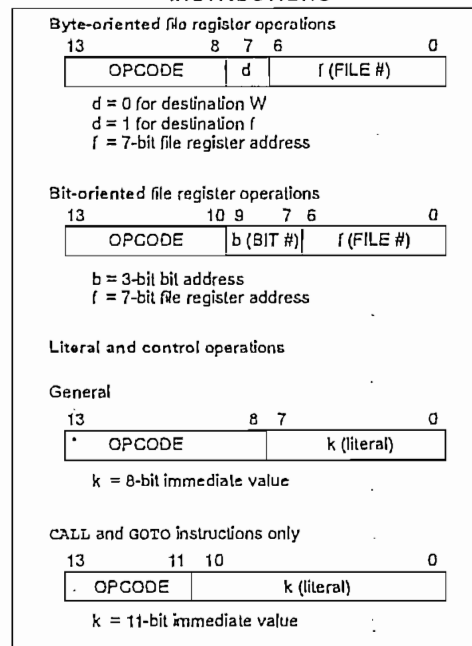 Byte-oriented file register operations
13 8 7 6 0
OPCODE d f (FILE #)
d = 0 for destination W
d = 1 for destination f
f = 7-bit file register address
Bit-oriented file register operations
13 10 9 7 6 0
OPCODE b (BIT #) f (FILE #)
b = 3-bit bit address
f = 7-bit file register address
Literal and control operations
General
13 8 7 0
OPCODE k (literal)
k = 8-bit immediate value
CALL and GOTO instructions only
13 11 10 0
OPCODE k (literal)
k = 11-bit immediate value